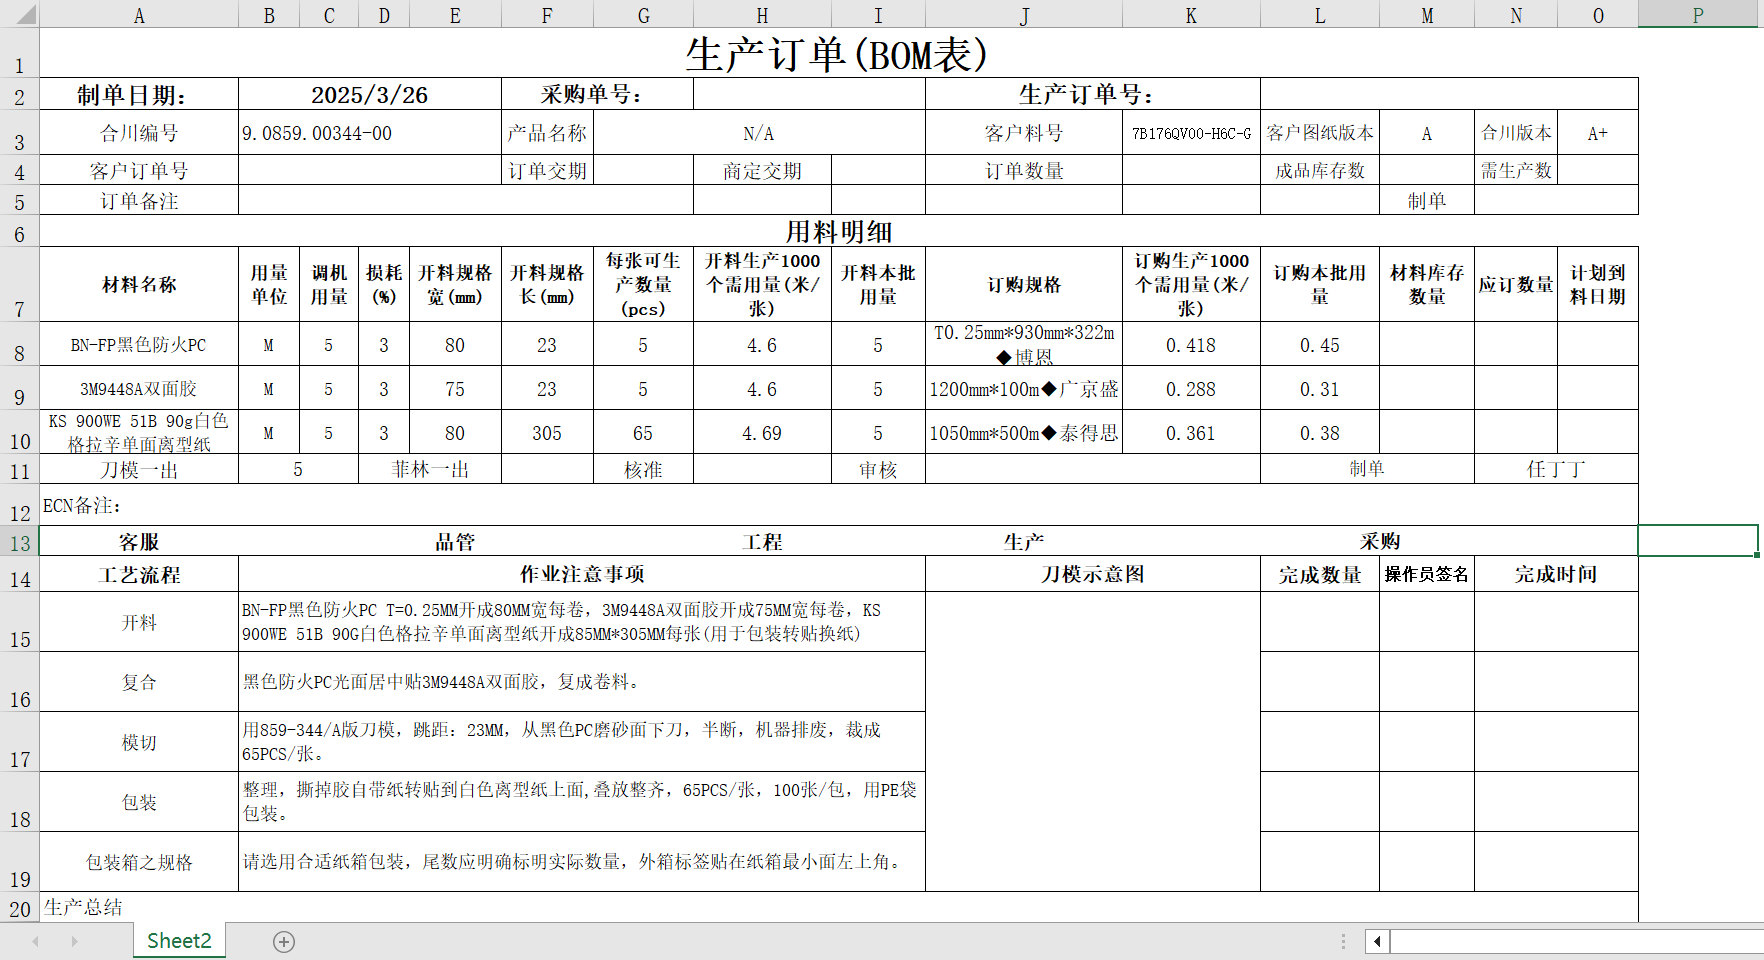 A B C D E F G H I J K L M N O P
1 生产订单(BOM表)
2 制单日期： 2025/3/26 采购单号： 生产订单号：
3 合川编号 9.0859.00344-00 产品名称 N/A 客户料号 7B176QV00-H6C-G 客户图纸版本 A 合川版本 A+
4 客户订单号 订单交期 商定交期 订单数量 成品库存数 需生产数
5 订单备注 制单
6 用料明细
7 材料名称 用量单位 调机用量 损耗(%) 开料规格宽(mm) 开料规格长(mm) 每张可生产数量(pcs) 开料生产1000个需用量(米/张) 开料本批用量 订购规格 订购生产1000个需用量(米/张) 订购本批用量 材料库存数量 应订数量 计划到料日期
8 BN-FP黑色防火PC M 5 3 80 23 5 4.6 5 T0.25mm*930mm*322m◆博恩 0.418 0.45
9 3M9448A双面胶 M 5 3 75 23 5 4.6 5 1200mm*100m◆广京盛 0.288 0.31
10 KS 900WE 51B 90g白色格拉辛单面离型纸 M 5 3 80 305 65 4.69 5 1050mm*500m◆泰得思 0.361 0.38
11 刀模一出 5 菲林一出 核准 审核 制单 任丁丁
12 ECN备注：
13 客服 品管 工程 生产 采购
14 工艺流程 作业注意事项 刀模示意图 完成数量 操作员签名 完成时间
15 开料 BN-FP黑色防火PC T=0.25MM开成80MM宽每卷，3M9448A双面胶开成75MM宽每卷，KS
900WE 51B 90G白色格拉辛单面离型纸开成85MM*305MM每张(用于包装转贴换纸)
16 复合 黑色防火PC光面居中贴3M9448A双面胶，复成卷料。
17 模切 用859-344/A版刀模，跳距：23MM，从黑色PC磨砂面下刀，半断，机器排废，裁成
65PCS/张。
18 包装 整理，撕掉胶自带纸转贴到白色离型纸上面,叠放整齐，65PCS/张，100张/包，用PE袋
包装。
19 包装箱之规格 请选用合适纸箱包装，尾数应明确标明实际数量，外箱标签贴在纸箱最小面左上角。
20 生产总结
Sheet2